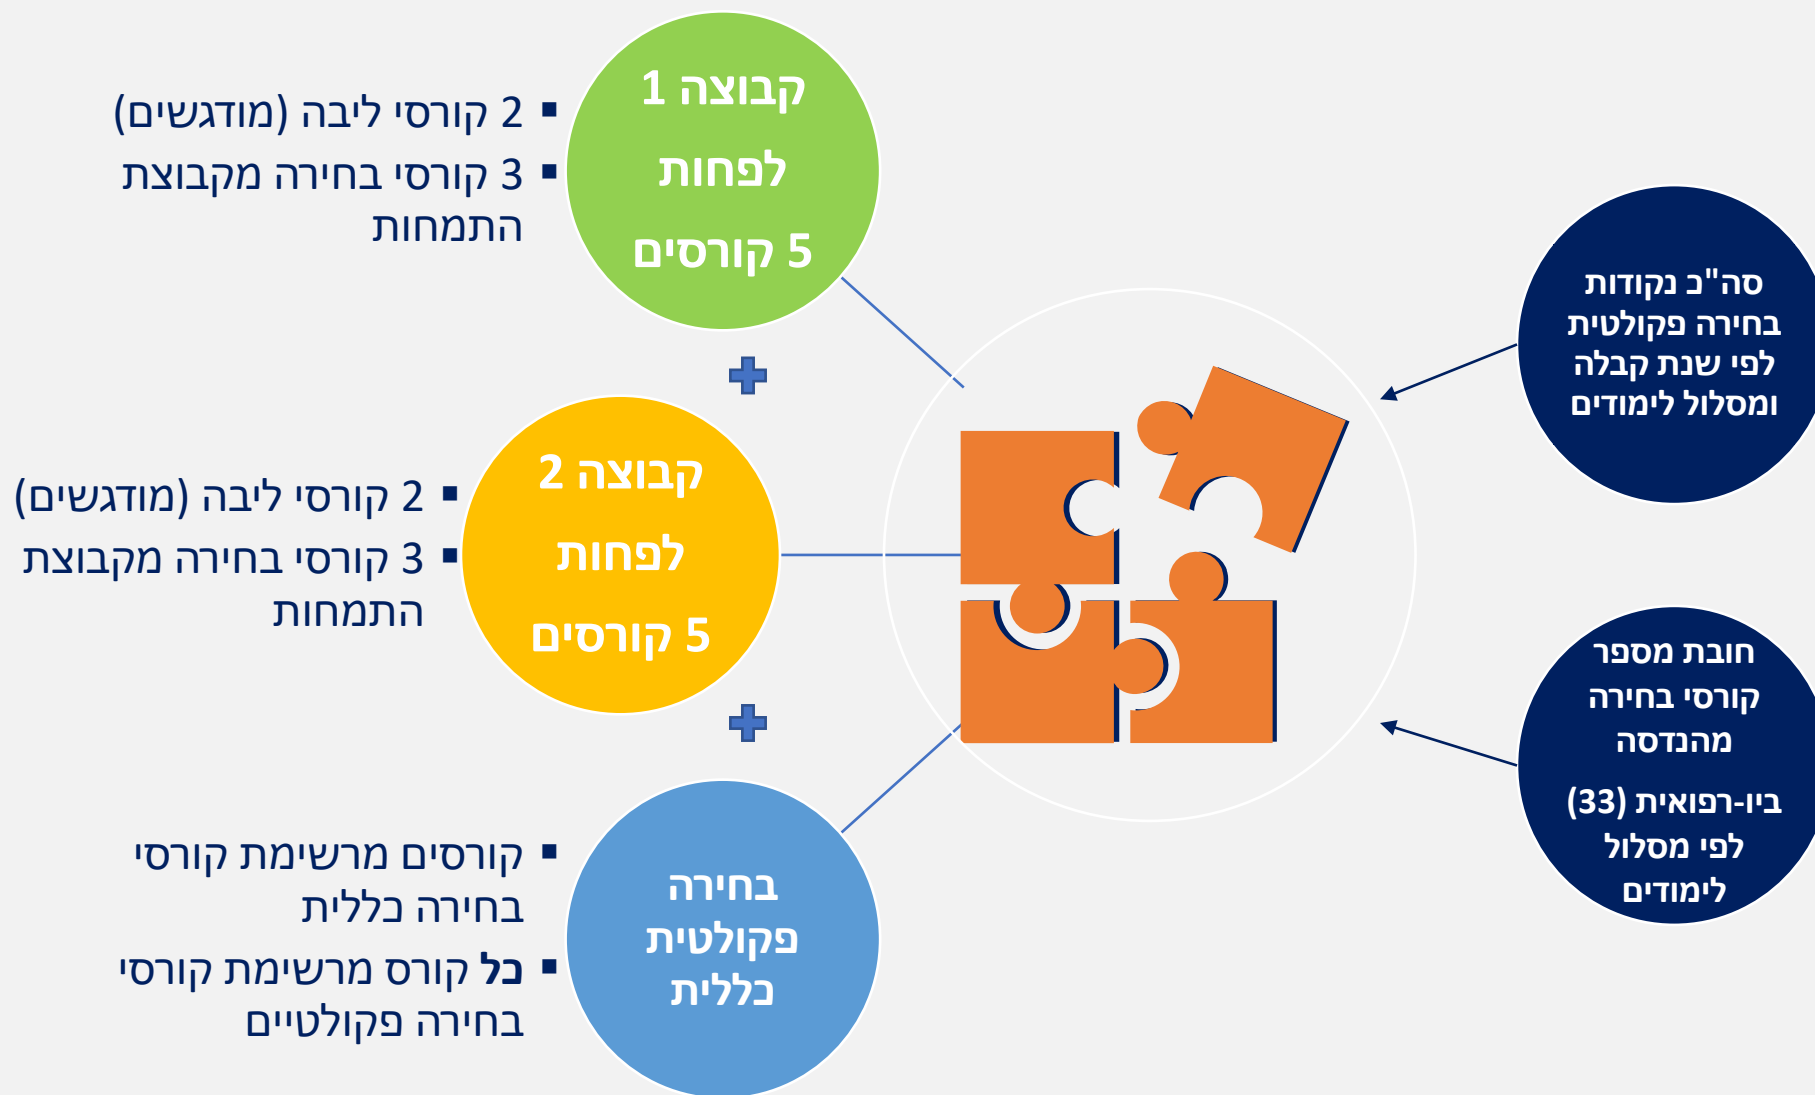 קבוצה 1
לפחות
5 קורסים
2 קורסי ליבה (מודגשים)
3 קורסי בחירה מקבוצת
התמחות
קבוצה 2
לפחות
5 קורסים
2 קורסי ליבה (מודגשים)
3 קורסי בחירה מקבוצת
התמחות
בחירה
פקולטית
כללית
קורסים מרשימת קורסי
בחירה כללית
כל קורס מרשימת קורסי
בחירה פקולטיים
סה"כ נקודות
בחירה פקולטית
לפי שנת קבלה
ומסלול לימודים
חובת מספר
קורסי בחירה
מהנדסה
ביו-רפואית (33)
לפי מסלול
לימודים